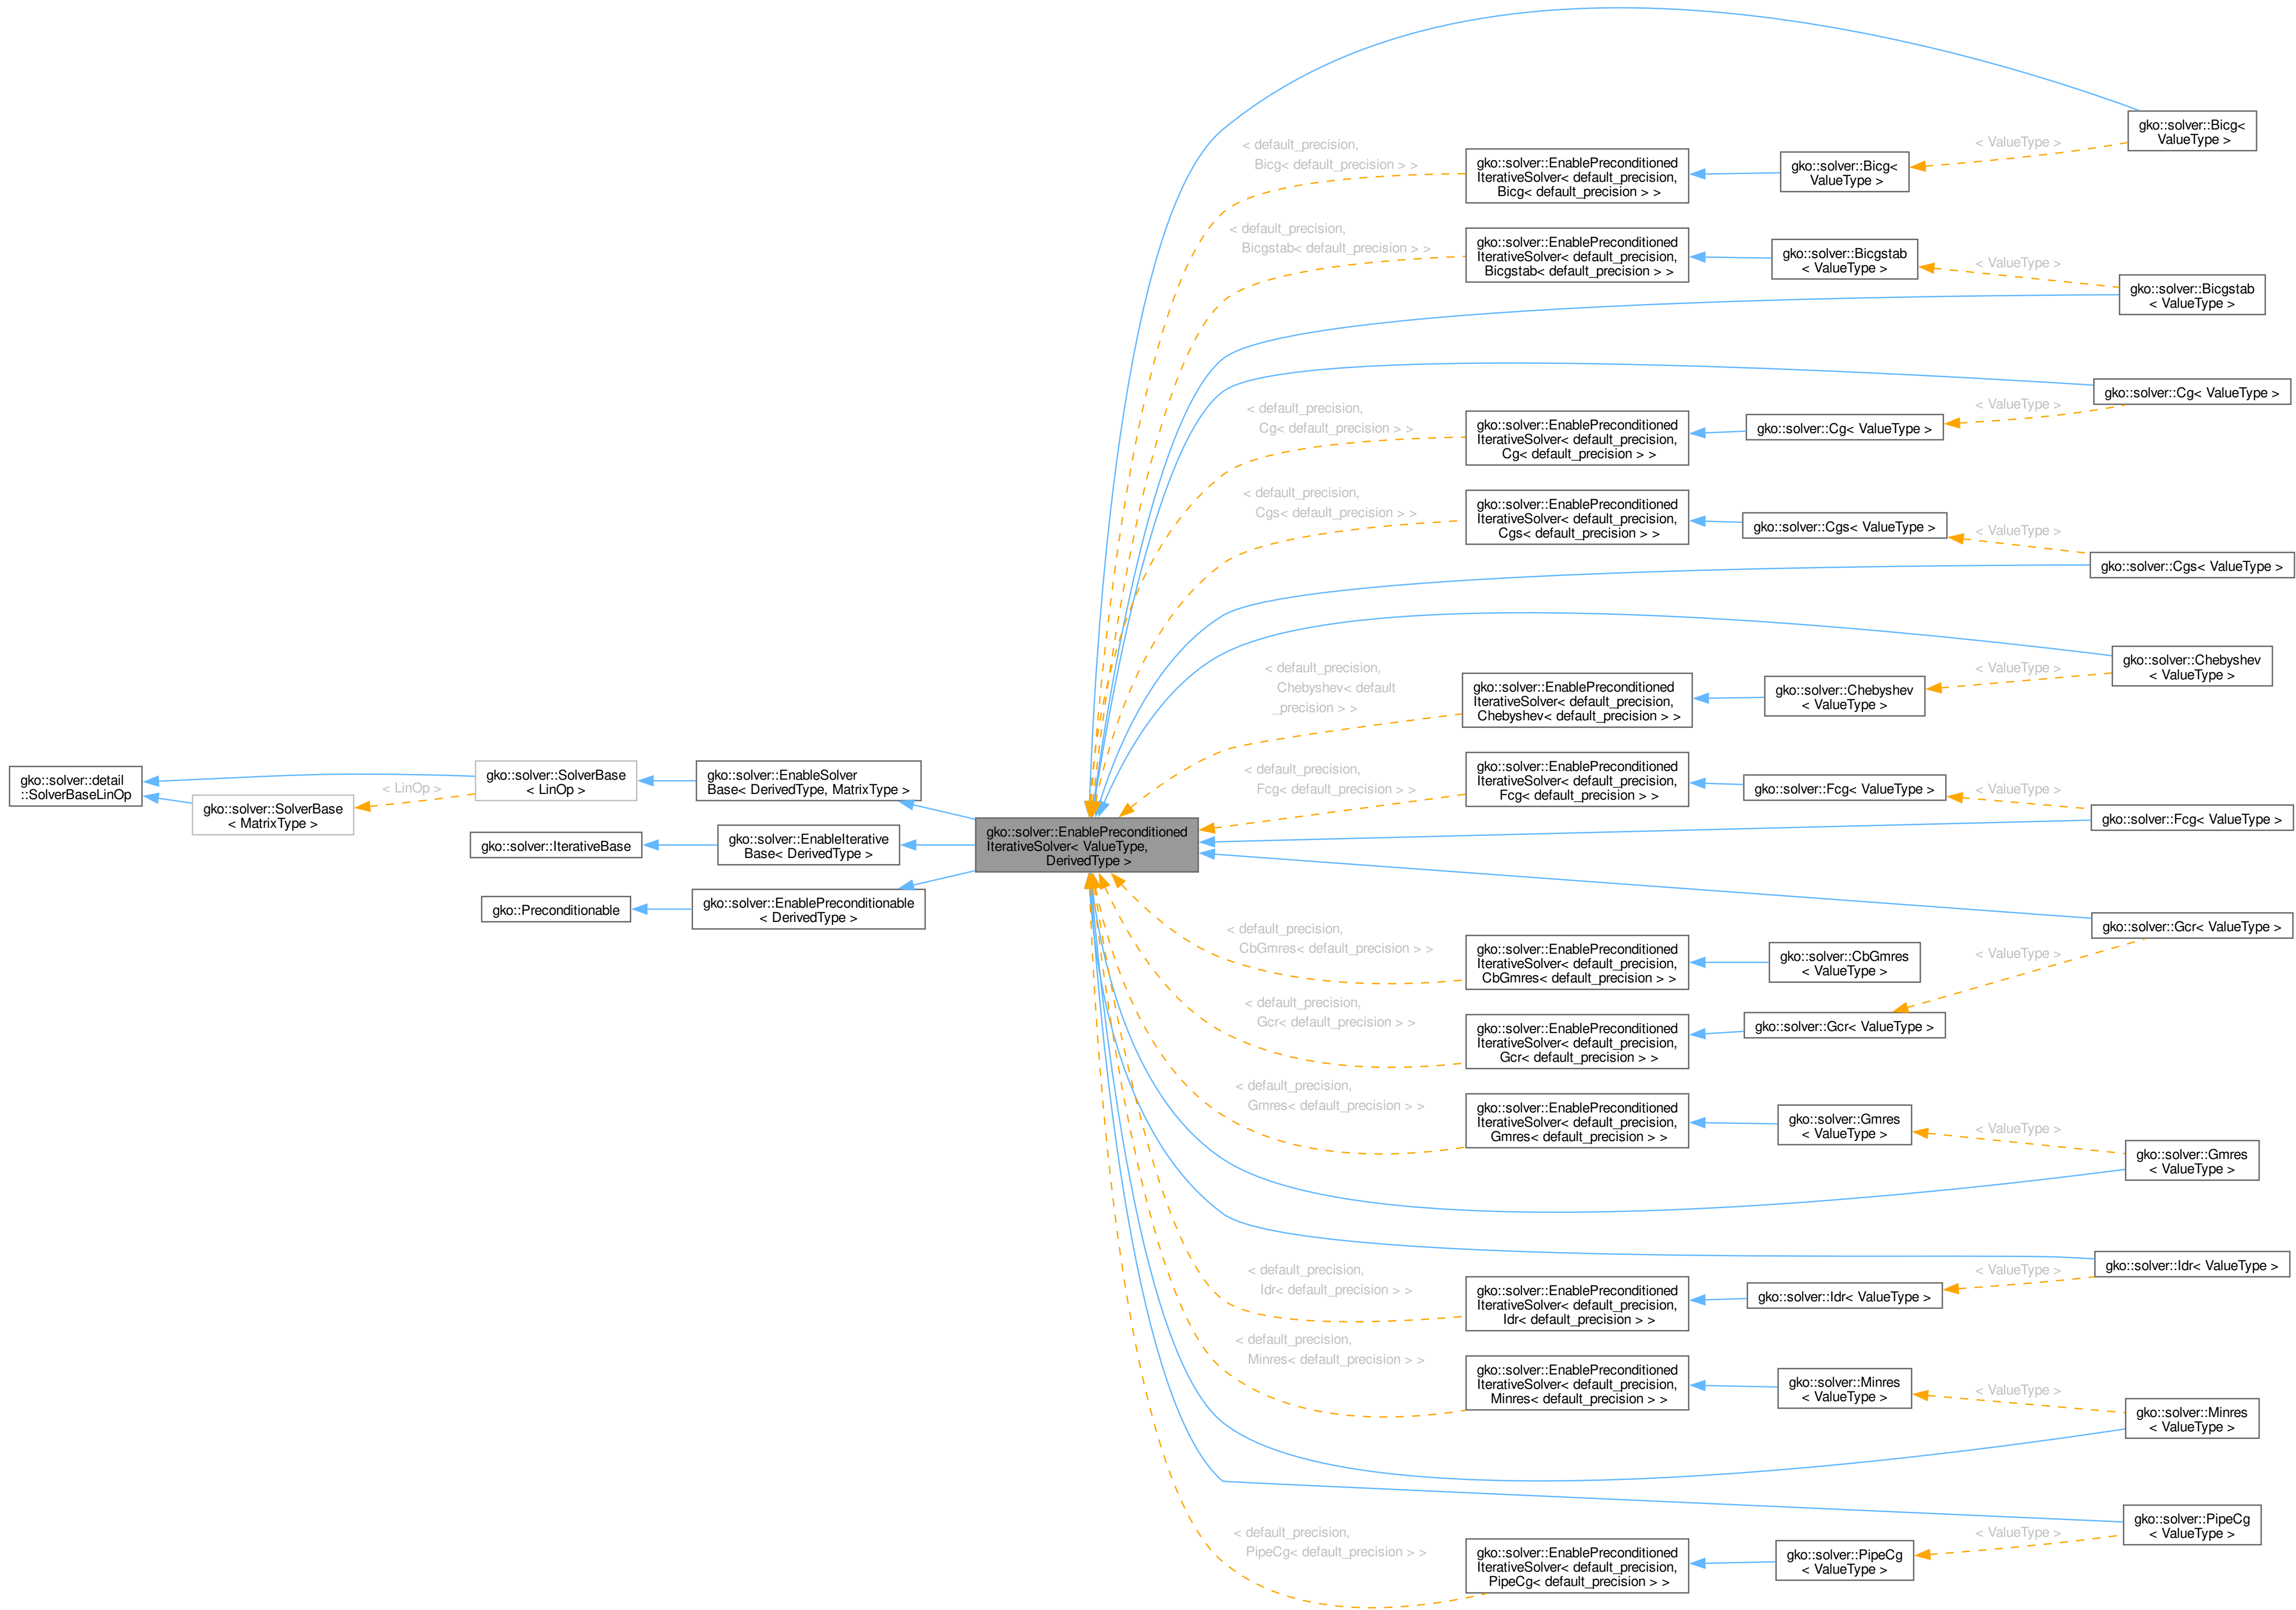 gko::solver::detail
::SolverBaseLinOp
gko::solver::SolverBase
< MatrixType >
< LinOp >
gko::solver::SolverBase
< LinOp >
gko::solver::EnableSolver
Base< DerivedType, MatrixType >
gko::solver::IterativeBase
gko::solver::EnableIterative
Base< DerivedType >
gko::Preconditionable
gko::solver::EnablePreconditionable
< DerivedType >
gko::solver::EnablePreconditioned
IterativeSolver< ValueType,
DerivedType >
< default_precision,
Bicg< default_precision > >
gko::solver::EnablePreconditioned
IterativeSolver< default_precision,
Bicg< default_precision > >
gko::solver::Bicg<
ValueType >
< ValueType >
gko::solver::Bicg<
ValueType >
< default_precision,
Bicgstab< default_precision > >
gko::solver::EnablePreconditioned
IterativeSolver< default_precision,
Bicgstab< default_precision > >
gko::solver::Bicgstab
< ValueType >
< ValueType >
gko::solver::Bicgstab
< ValueType >
< default_precision,
Cg< default_precision > >
gko::solver::EnablePreconditioned
IterativeSolver< default_precision,
Cg< default_precision > >
gko::solver::Cg< ValueType >
< ValueType >
gko::solver::Cg< ValueType >
< default_precision,
Cgs< default_precision > >
gko::solver::EnablePreconditioned
IterativeSolver< default_precision,
Cgs< default_precision > >
gko::solver::Cgs< ValueType >
< ValueType >
gko::solver::Cgs< ValueType >
< default_precision,
Chebyshev< default
_precision > >
gko::solver::EnablePreconditioned
IterativeSolver< default_precision,
Chebyshev< default_precision > >
gko::solver::Chebyshev
< ValueType >
< ValueType >
gko::solver::Chebyshev
< ValueType >
< default_precision,
Fcg< default_precision > >
gko::solver::EnablePreconditioned
IterativeSolver< default_precision,
Fcg< default_precision > >
gko::solver::Fcg< ValueType >
< ValueType >
gko::solver::Fcg< ValueType >
< default_precision,
CbGmres< default_precision > >
gko::solver::EnablePreconditioned
IterativeSolver< default_precision,
CbGmres< default_precision > >
gko::solver::CbGmres
< ValueType >
< default_precision,
Gcr< default_precision > >
gko::solver::EnablePreconditioned
IterativeSolver< default_precision,
Gcr< default_precision > >
gko::solver::Gcr< ValueType >
< ValueType >
gko::solver::Gcr< ValueType >
< default_precision,
Gmres< default_precision > >
gko::solver::EnablePreconditioned
IterativeSolver< default_precision,
Gmres< default_precision > >
gko::solver::Gmres
< ValueType >
< ValueType >
gko::solver::Gmres
< ValueType >
< default_precision,
Idr< default_precision > >
gko::solver::EnablePreconditioned
IterativeSolver< default_precision,
Idr< default_precision > >
gko::solver::Idr< ValueType >
< ValueType >
gko::solver::Idr< ValueType >
< default_precision,
Minres< default_precision > >
gko::solver::EnablePreconditioned
IterativeSolver< default_precision,
Minres< default_precision > >
gko::solver::Minres
< ValueType >
< ValueType >
gko::solver::Minres
< ValueType >
< default_precision,
PipeCg< default_precision > >
gko::solver::EnablePreconditioned
IterativeSolver< default_precision,
PipeCg< default_precision > >
gko::solver::PipeCg
< ValueType >
< ValueType >
gko::solver::PipeCg
< ValueType >